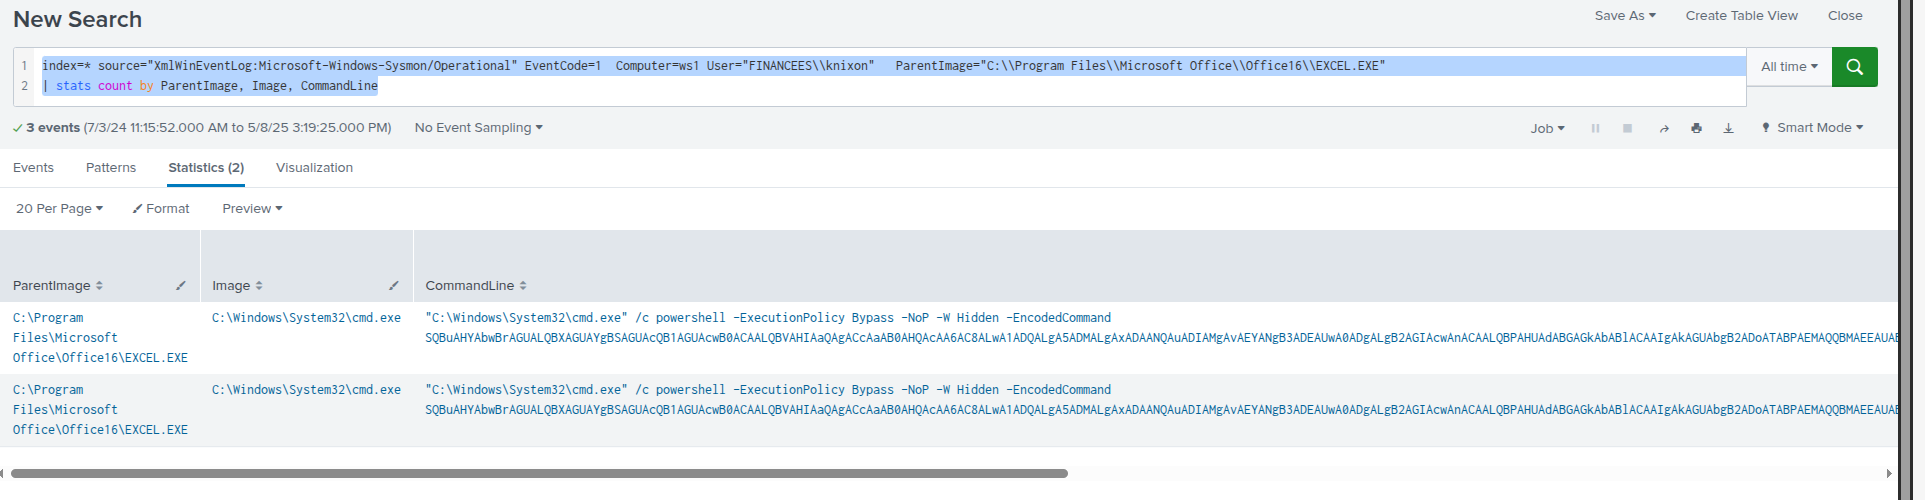 New Search
Save As
Create Table View
Close
1 index=* source="XmlWinEventLog:Microsoft-Windows-Sysmon/Operational" EventCode=1  Computer=ws1 User="FINANCEES\\knixon"   ParentImage="C:\\Program Files\\Microsoft Office\\Office16\\EXCEL.EXE"
2 | stats count by ParentImage, Image, CommandLine
All time
3 events (7/3/24 11:15:52.000 AM to 5/8/25 3:19:25.000 PM)
No Event Sampling
Job
Smart Mode
Events
Patterns
Statistics (2)
Visualization
20 Per Page
Format
Preview
ParentImage
Image
CommandLine
C:\Program
Files\Microsoft
Office\Office16\EXCEL.EXE
C:\Windows\System32\cmd.exe
"C:\Windows\System32\cmd.exe" /c powershell -ExecutionPolicy Bypass -NoP -W Hidden -EncodedCommand
C:\Program
Files\Microsoft
Office\Office16\EXCEL.EXE
C:\Windows\System32\cmd.exe
"C:\Windows\System32\cmd.exe" /c powershell -ExecutionPolicy Bypass -NoP -W Hidden -EncodedCommand